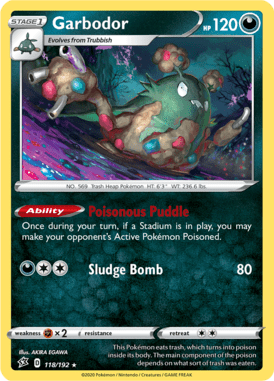 STAGE 1 Garbodor HP 120
Evolves from Trubbish
NO. 569 Trash Heap Pokémon HT: 6'3" WT: 236.6 lbs.
Ability Poisonous Puddle
Once during your turn, if a Stadium is in play, you may
make your opponent's Active Pokémon Poisoned.
Sludge Bomb 80
weakness ×2 resistance retreat
illus. AKIRA EGAWA
118/192 ★
This Pokémon eats trash, which turns into poison
inside its body. The main component of the poison
depends on what sort of trash was eaten.
©2020 Pokémon / Nintendo / Creatures / GAME FREAK